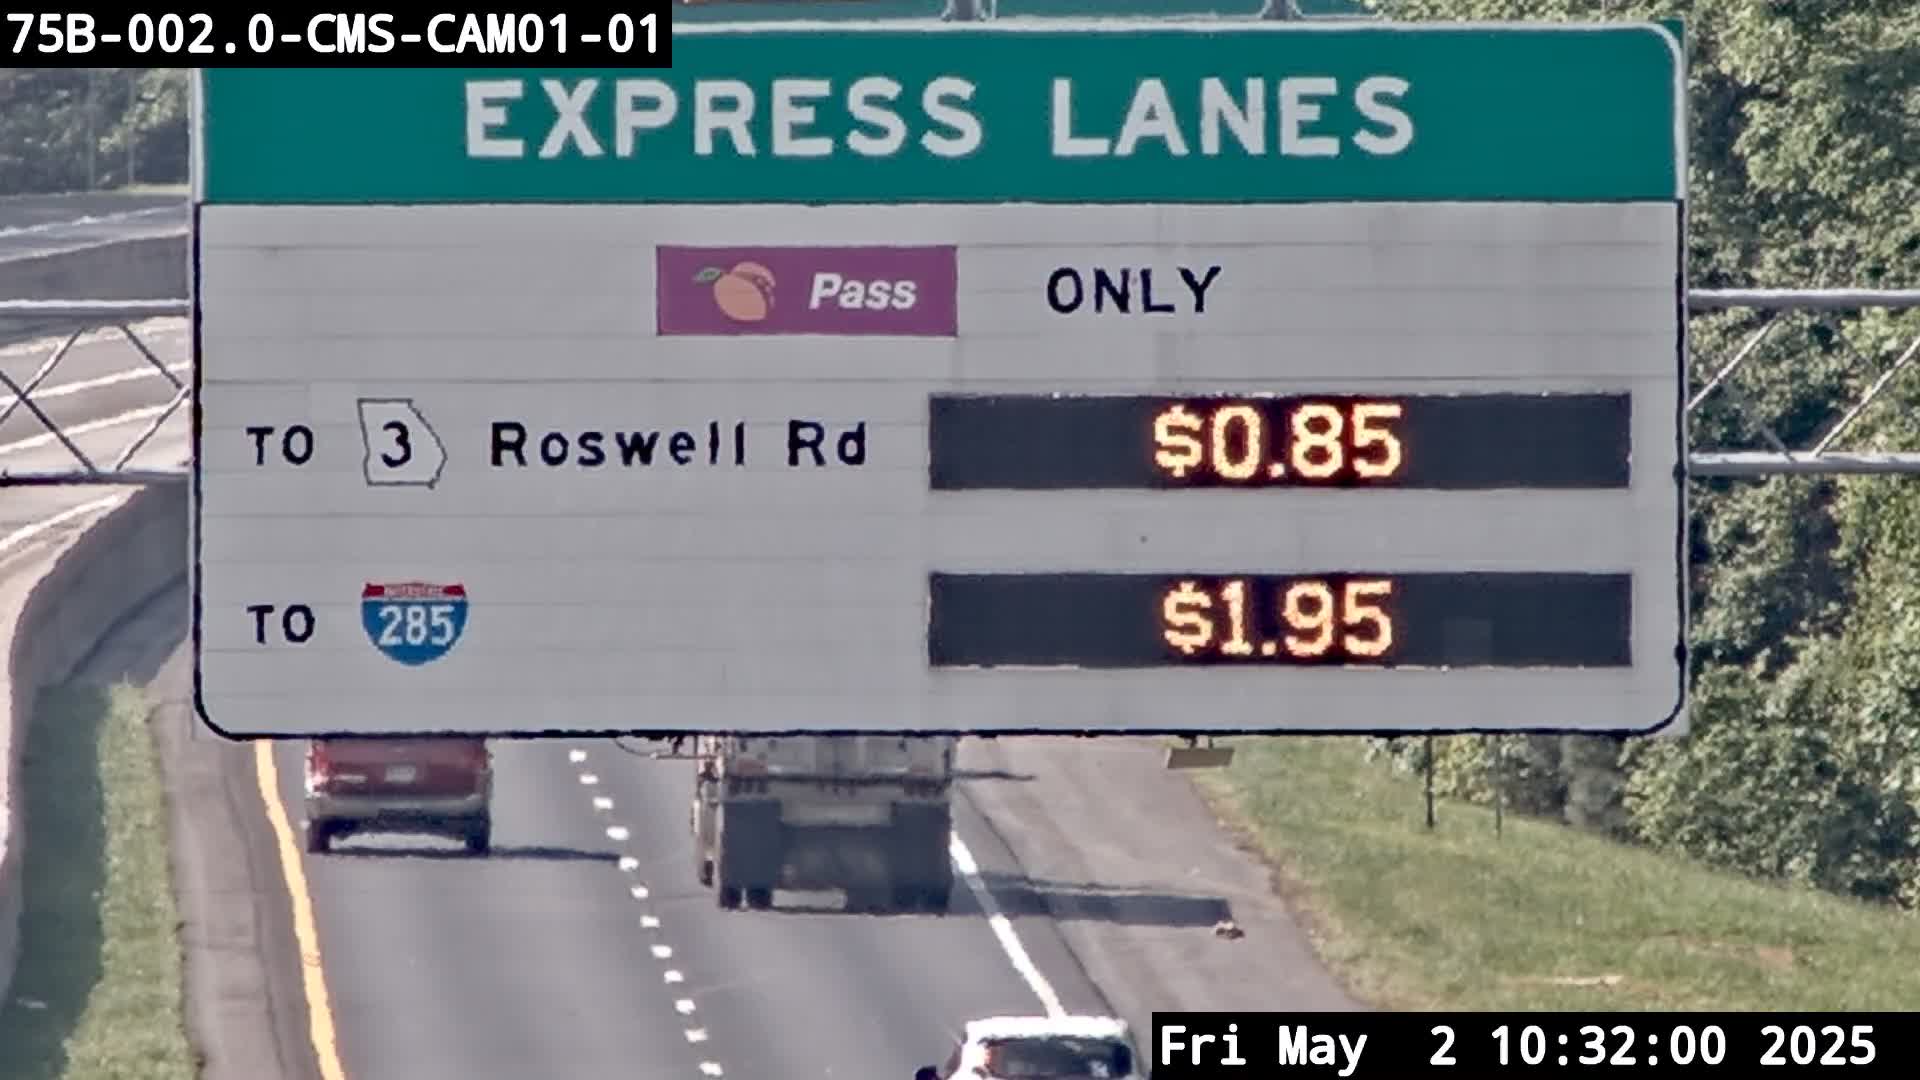 75B-002.0-CMS-CAM01-01
EXPRESS LANES
Pass ONLY
TO 3 Roswell Rd $0.85
TO INTERSTATE 285 $1.95
Fri May 2 10:32:00 2025